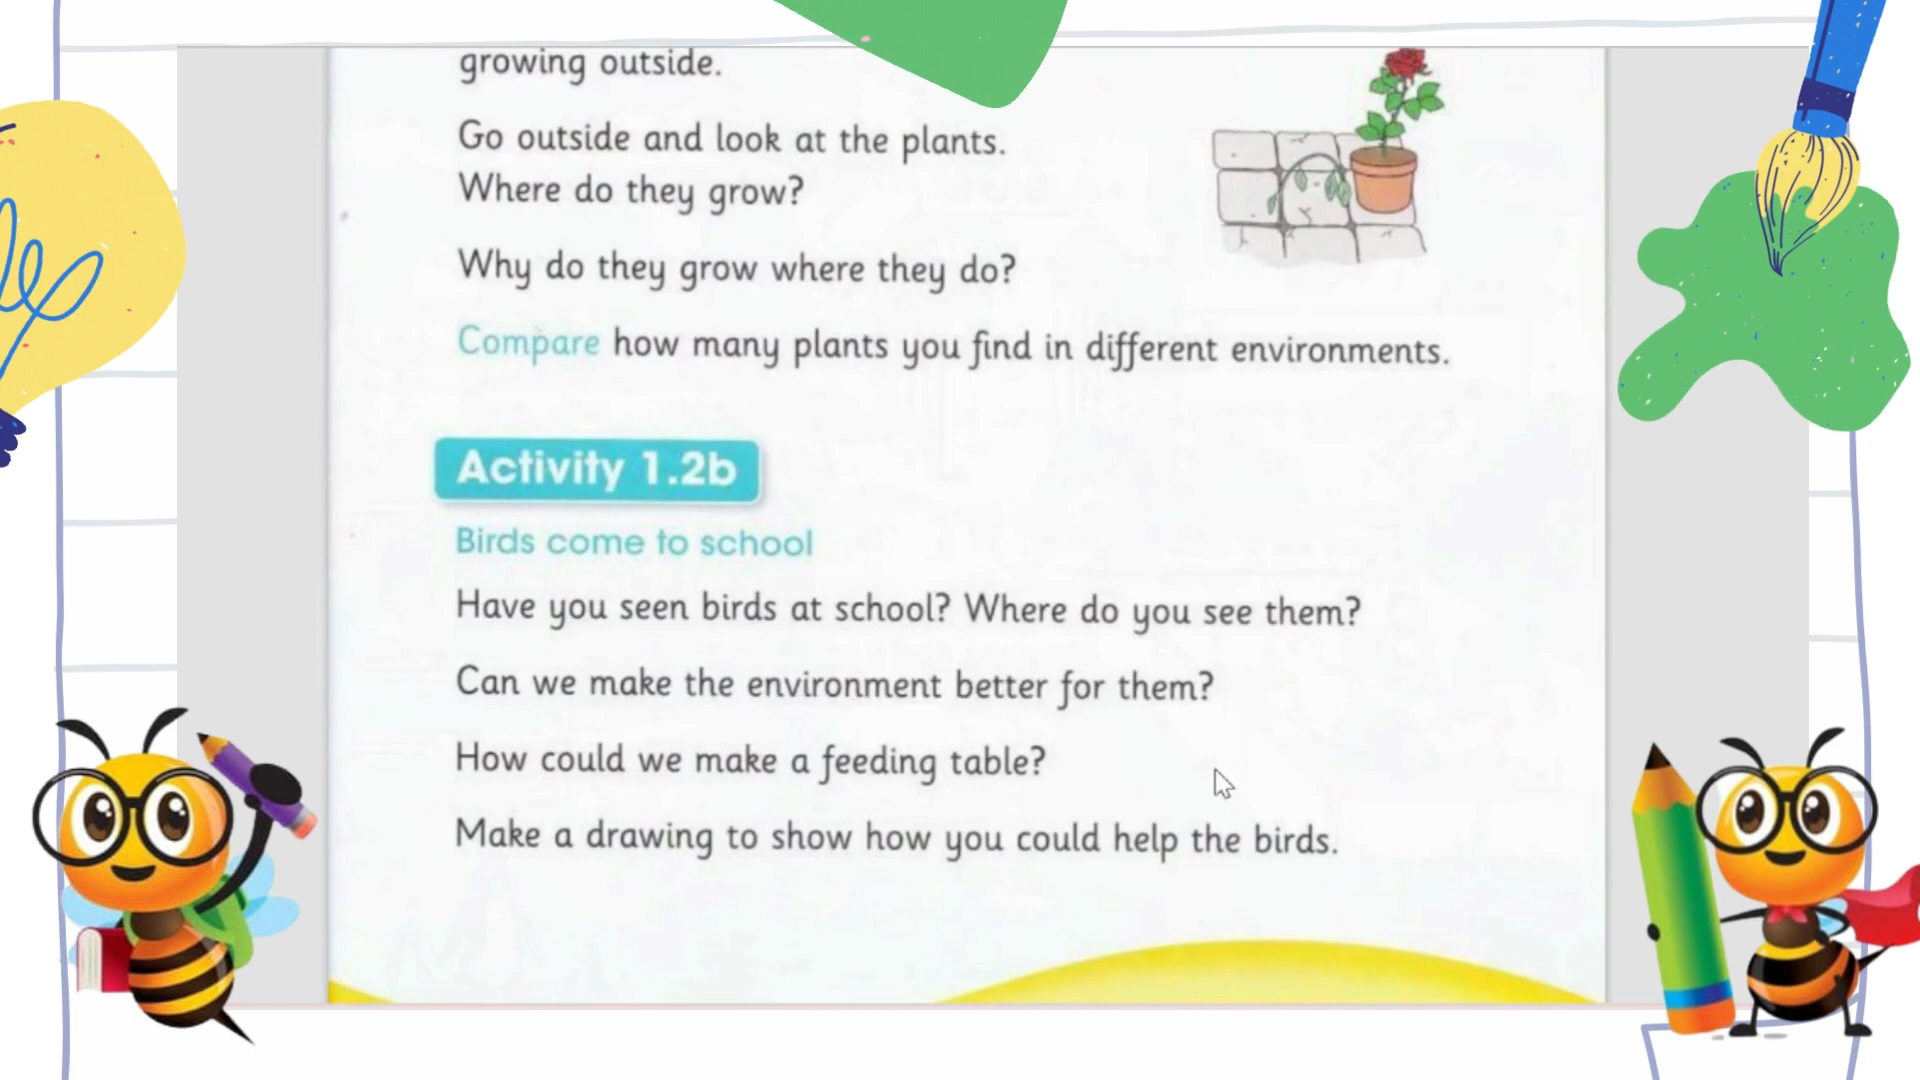 growing outside.
Go outside and look at the plants.
Where do they grow?
Why do they grow where they do?
Compare how many plants you find in different environments.
Activity 1.2b
Birds come to school
Have you seen birds at school? Where do you see them?
Can we make the environment better for them?
How could we make a feeding table?
Make a drawing to show how you could help the birds.